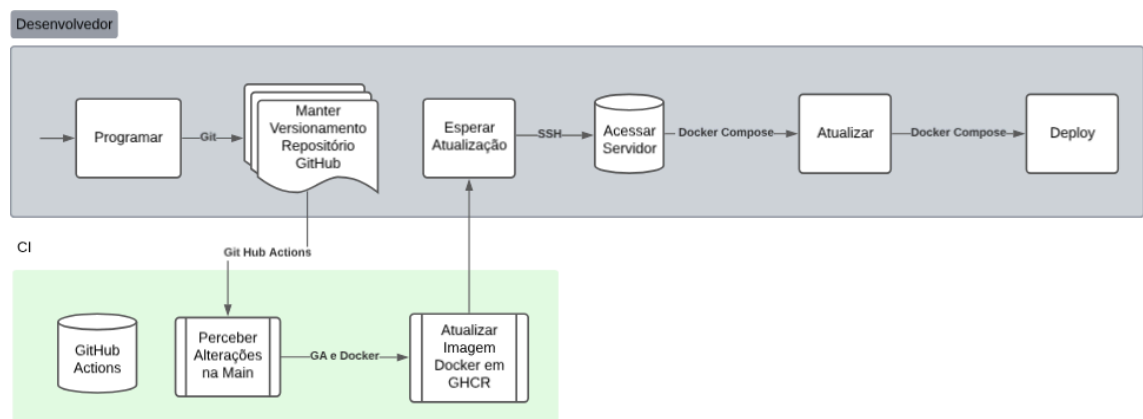 Desenvolvedor
Programar
Git
Manter
Versionamento
Repositório
GitHub
Esperar
Atualização
SSH
Acessar
Servidor
Docker Compose
Atualizar
Docker Compose
Deploy
CI
Git Hub Actions
GitHub
Actions
Perceber
Alterações
na Main
GA e Docker
Atualizar
Imagem
Docker em
GHCR